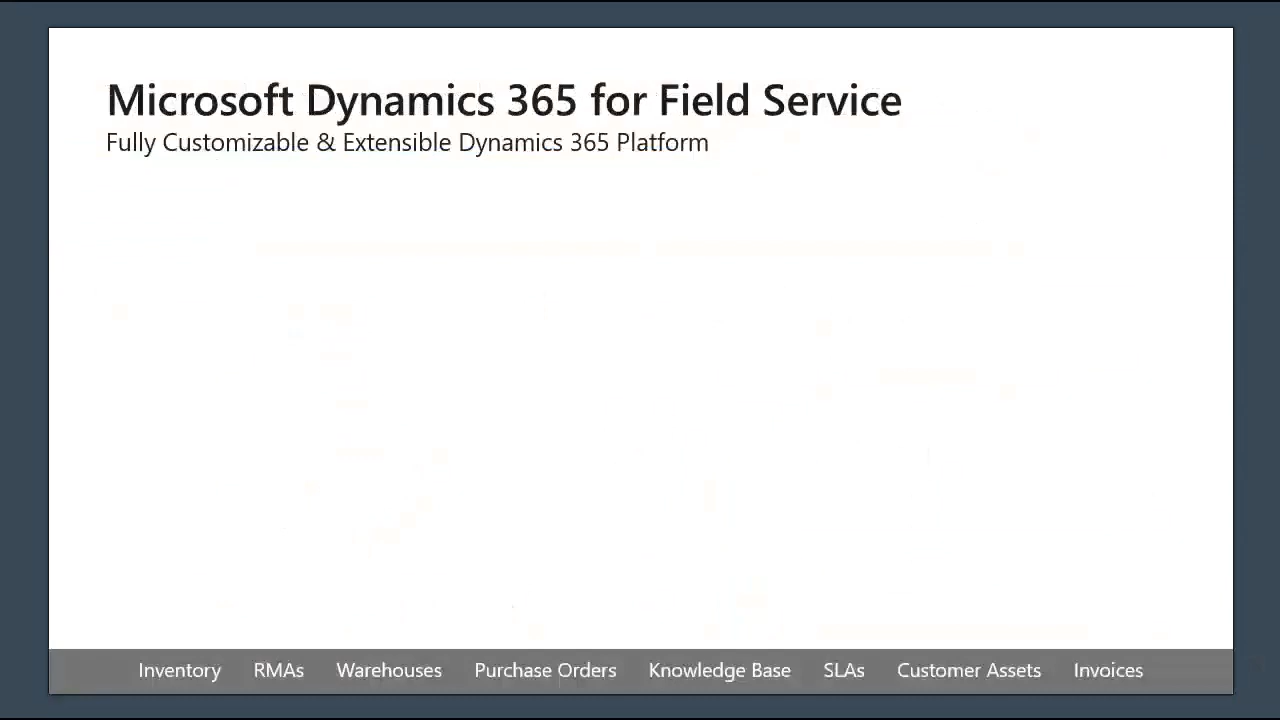 Microsoft Dynamics 365 for Field Service
Fully Customizable & Extensible Dynamics 365 Platform
Inventory RMAs Warehouses Purchase Orders Knowledge Base SLAs Customer Assets Invoices